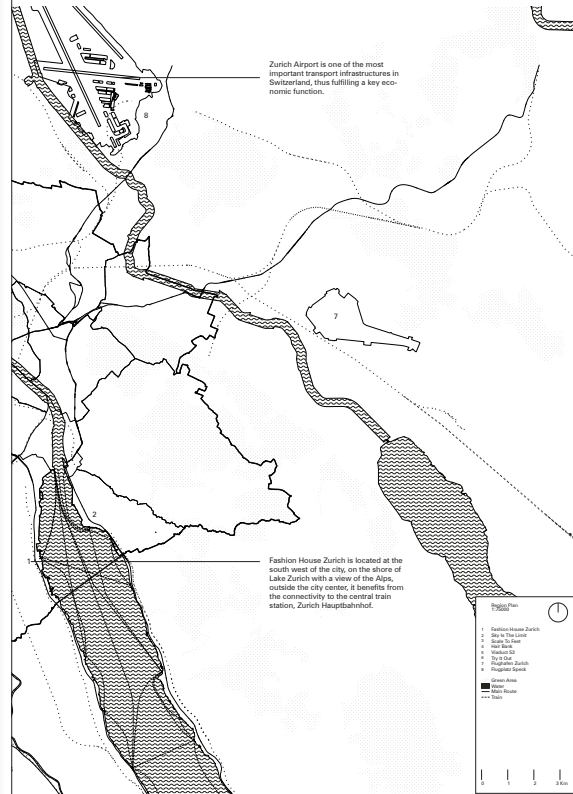 Zurich Airport is one of the most
important transport infrastructures in
Switzerland, thus fulfilling a key eco-
nomic function.
8
7
2
1
Fashion House Zurich is located at the
south west of the city, on the shore of
Lake Zurich with a view of the Alps,
outside the city center, it benefits from
the connectivity to the central train
station, Zurich Hauptbahnhof.
Region Plan
1:75000
1 Fashion House Zurich
2 Sky Is The Limit
3 Scale To Feet
4 Hair Bank
5 Viaduct S3
6 Try It Out
7 Flughafen Zurich
8 Flugplatz Speck
Green Area
Water
Main Route
Train
0 1 2 3 Km